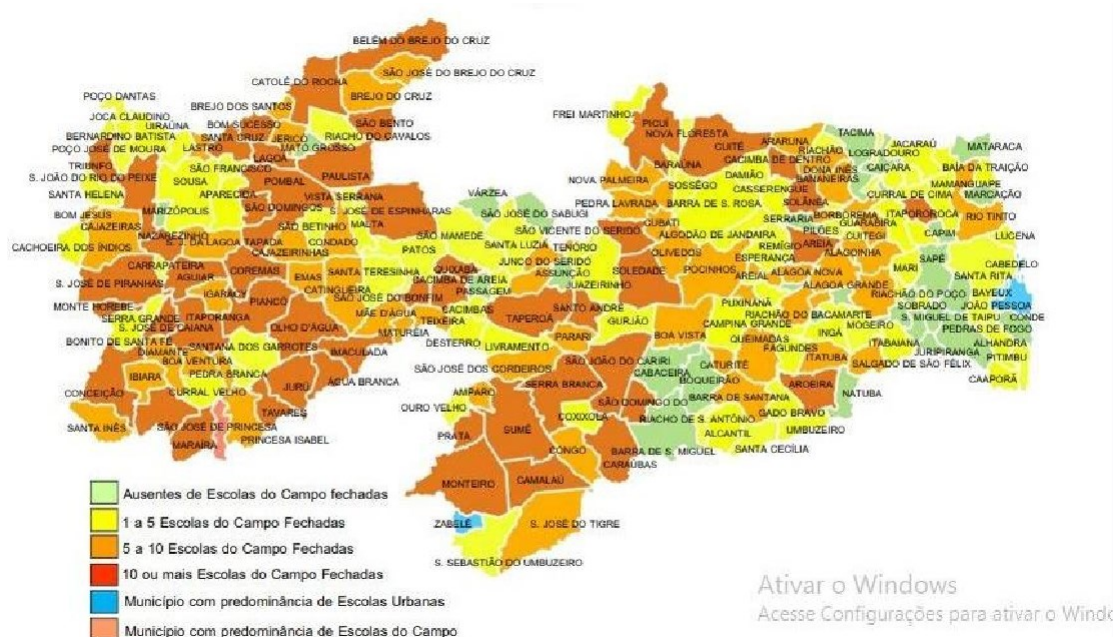 BELÉM DO BREJO DO CRUZ
SÃO JOSÉ DO BREJO DO CRUZ
CATOLÉ DO ROCHA
BREJO DO CRUZ
POÇO DANTAS
BREJO DOS SANTOS
JOCA CLAUDINO
UIRAÚNA
BOM SUCESSO
SÃO BENTO
BERNARDINO BATISTA
SANTA CRUZ
JERICÓ
RIACHO DO CAVALOS
POÇO JOSÉ DE MOURA
LASTRO
MATO GROSSO
LAGOA
TRIUNFO
SÃO FRANCISCO
S. JOÃO DO RIO DO PEIXE
SOUSA
POMBAL
PAULISTA
SANTA HELENA
APARECIDA
VISTA SERRANA
BOM JESUS
MARIZÓPOLIS
SÃO DOMINGOS
S. JOSÉ DE ESPINHARAS
CAJAZEIRAS
SÃO BETINHO
MALTA
NAZAREZINHO
CACHOEIRA DOS INDIOS
S. J. DA LAGOA TAPADA
CONDADO
CAJAZEIRINHAS
PATOS
SÃO MAMEDE
CARRAPATEIRA
COREMAS
SANTA TERESINHA
QUIXABA
AGUIAR
EMAS
S. JOSÉ DE PIRANHAS
CATINGUEIRA
CACIMBA DE AREIA
IGARACY
PIANCÓ
SÃO JOSÉ DO BONFIM
PASSAGEM
MONTE HOREBE
MÃE D'ÁGUA
CACIMBAS
SERRA GRANDE
ITAPORANGA
TEIXEIRA
S. JOSÉ DE CAIANA
OLHO D'ÁGUA
MATURÉIA
DESTERRO
BONITO DE SANTA FÉ
SANTANA DOS GARROTES
DIAMANTE
IMACULADA
BOA VENTURA
PEDRA BRANCA
IBIARA
CONCEIÇÃO
CURRAL VELHO
JURÚ
ÁGUA BRANCA
TAVARES
SANTA INÊS
SÃO JOSÉ DE PRINCESA
PRINCESA ISABEL
MARAÍRA
FREI MARTINHO
PICUÍ
NOVA FLORESTA
CUITÉ
ARARUNA
TACIMA
CACIMBA DE DENTRO
RIACHÃO
LOGRADOURO
JACARAÚ
MATARACA
BARAÚNA
DAMIÃO
DONA INÊS
CAIÇARA
BAÍA DA TRAIÇÃO
BANANEIRAS
NOVA PALMEIRA
SOSSÊGO
CASSERENGUE
MAMANGUAPE
VÁRZEA
PEDRA LAVRADA
BARRA DE S. ROSA
SOLÂNEA
CURRAL DE CIMA
MARCAÇÃO
SÃO JOSÉ DO SABUGI
SERRARIA
BORBOREMA
ITAPOROROCA
RIO TINTO
CUBATI
PILÕES
GUARABIRA
SÃO VICENTE DO SERIDO
ALGODÃO DE JANDAIRA
CUITEGI
CAPIM
LUCENA
SANTA LUZIA
TENÓRIO
OLIVEDOS
REMÍGIO
AREIA
ALAGOINHA
JUNCO DO SERIDO
ESPERANÇA
SAPÉ
CABEDELO
ASSUNÇÃO
SOLEDADE
POCINHOS
AREIAL
ALAGOA NOVA
MARI
SANTA RITA
JUAZEIRINHO
ALAGOA GRANDE
RIACHÃO DO POÇO
BAYEUX
SANTO ANDRÉ
PUXINANÃ
SOBRADO
JOÃO PESSOA
TAPEROÁ
GURJÃO
RIACHÃO DO BACAMARTE
S. MIGUEL DE TAIPU
CONDE
CAMPINA GRANDE
MOGEIRO
PEDRAS DE FOGO
PARARI
BOA VISTA
QUEIMADAS
INGÁ
ITABAIANA
ALHANDRA
LIVRAMENTO
FAGUNDES
JURIPIRANGA
PITIMBU
SÃO JOÃO DO CARIRI
ITATUBA
SALGADO DE SÃO FÉLIX
SÃO JOSÉ DOS CORDEIROS
CATURITÉ
CABACEIRA
CAAPORÃ
BOQUEIRÃO
SERRA BRANCA
AROEIRA
NATUBA
AMPARO
BARRA DE SANTANA
SÃO DOMINGO DO
OURO VELHO
COXIXOLA
GADO BRAVO
RIACHO DE S. ANTÔNIO
SUMÉ
UMBUZEIRO
PRATA
ALCANTIL
CONGO
BARRA DE S. MIGUEL
SANTA CECÍLIA
CARAÚBAS
MONTEIRO
CAMALAÚ
ZABELÊ
S. JOSÉ DO TIGRE
S. SEBASTIÃO DO UMBUZEIRO
Ausentes de Escolas do Campo fechadas
1 a 5 Escolas do Campo Fechadas
5 a 10 Escolas do Campo Fechadas
10 ou mais Escolas do Campo Fechadas
Município com predominância de Escolas Urbanas
Município com predominância de Escolas do Campo
Ativar o Windows
Acesse Configurações para ativar o Windo